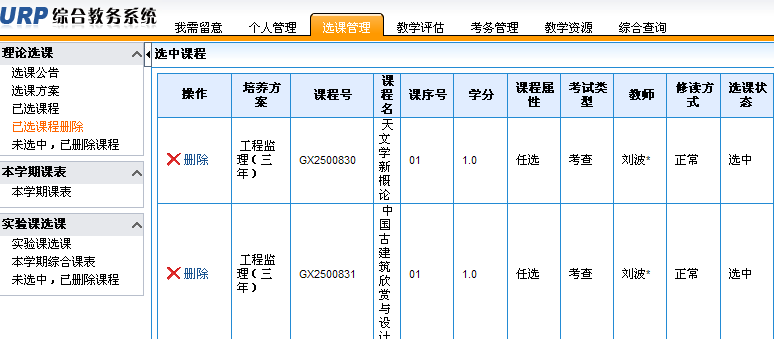 URP 综合教务系统
我需留意 个人管理 选课管理 教学评估 考务管理 教学资源 综合查询
理论选课
选课公告
选课方案
已选课程
已选课程删除
未选中，已删除课程
本学期课表
本学期课表
实验课选课
实验课选课
本学期综合课表
未选中，已删除课程
选中课程
操作 培养方案 课程号 课程名 课序号 学分 课程属性 考试类型 教师 修读方式 选课状态
删除 工程监理(三年) GX2500830 天文学新概论 01 1.0 任选 考查 刘波* 正常 选中
删除 工程监理(三年) GX2500831 中国古建筑欣赏与设计 01 1.0 任选 考查 刘波* 正常 选中